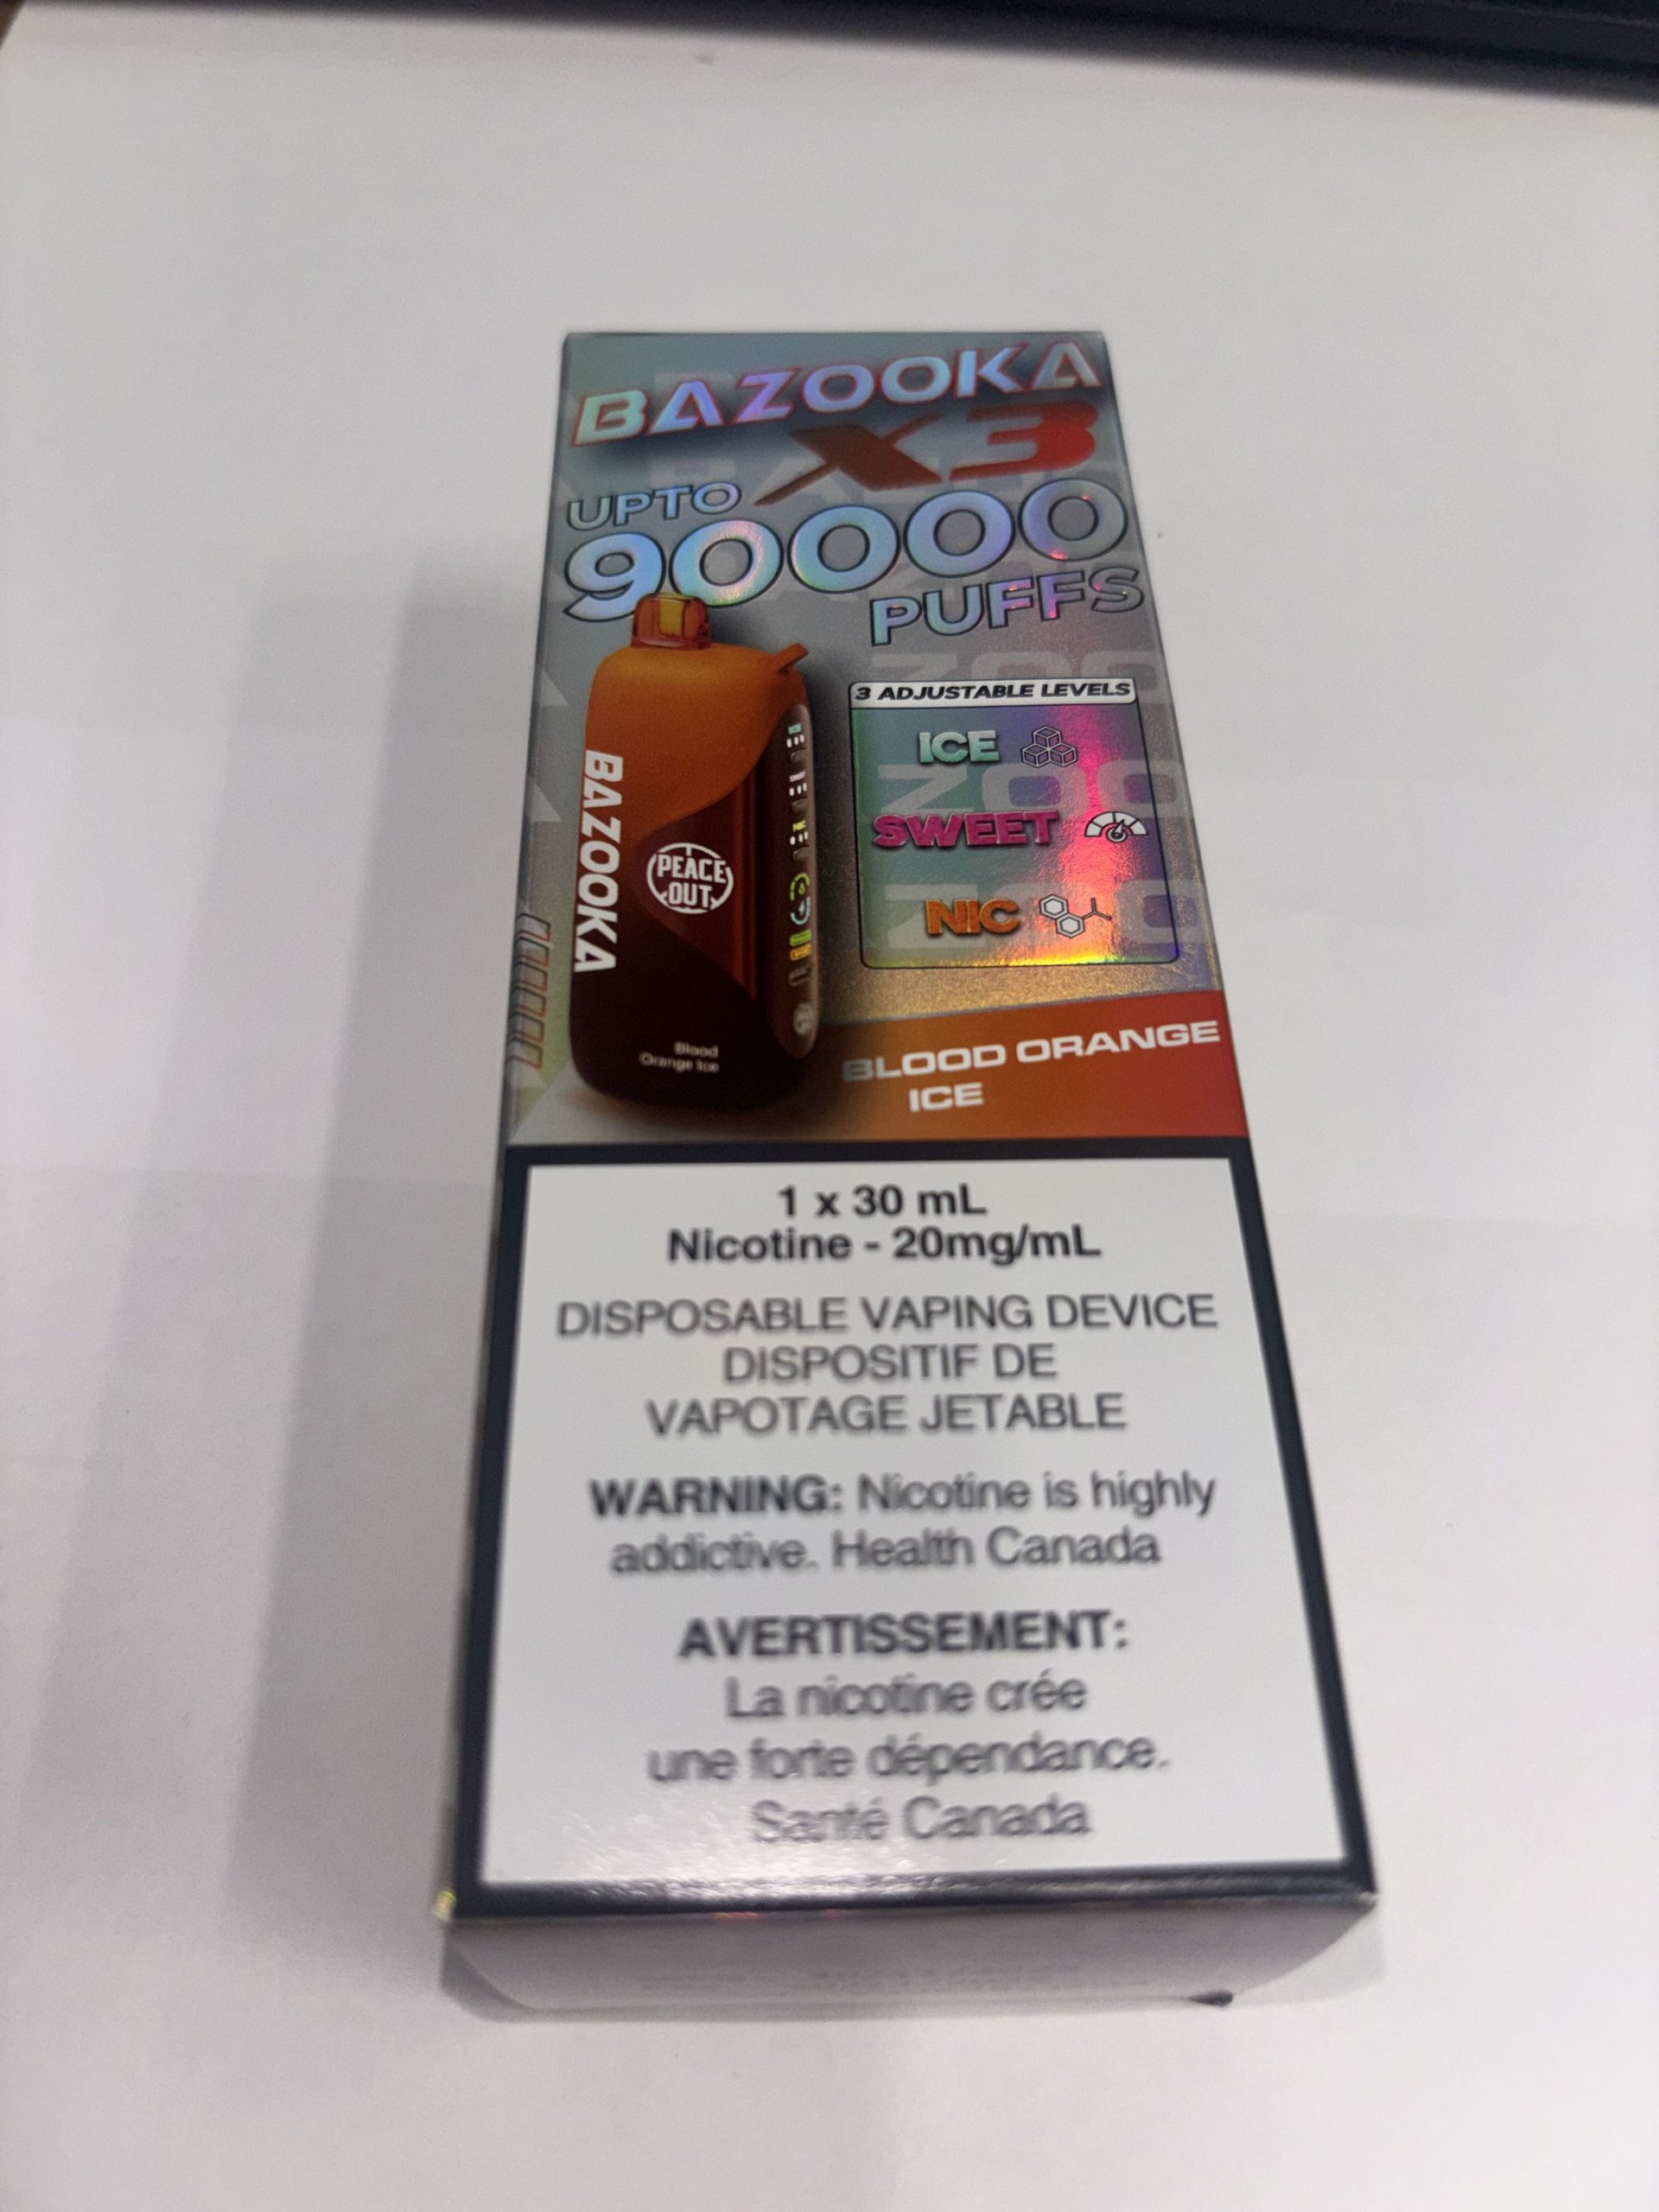 BAZOOKA
X3
UPTO
90000
PUFFS
3 ADJUSTABLE LEVELS
ICE
SWEET
NIC
BAZOOKA
PEACE
OUT
Blood
Orange Ice
BLOOD ORANGE
ICE
1 x 30 mL
Nicotine - 20mg/mL
DISPOSABLE VAPING DEVICE
DISPOSITIF DE
VAPOTAGE JETABLE
WARNING: Nicotine is highly
addictive. Health Canada
AVERTISSEMENT:
La nicotine crée
une forte dépendance.
Santé Canada